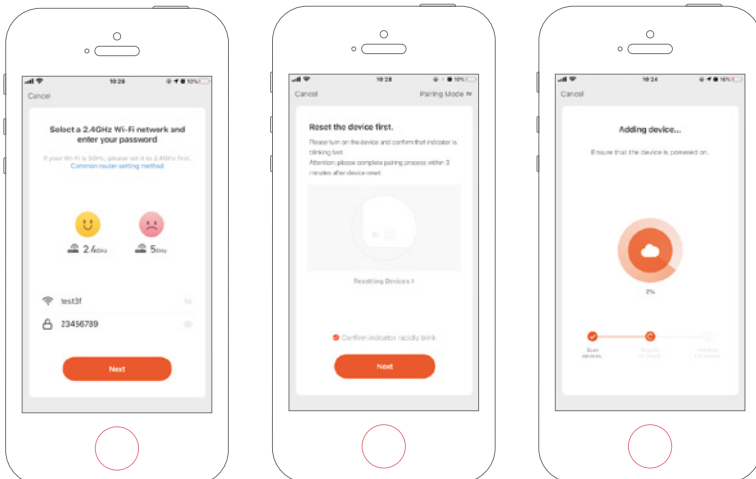 10:28
10%
Cancel
Select a 2.4GHz Wi-Fi network and
enter your password
If your Wi-Fi is 5GHz, please set it to 2.4GHz first.
Common router setting method
2.4GHz
5GHz
test3f
23456789
Next
10:28
10%
Cancel
Pairing Mode
Reset the device first.
Please turn on the device and confirm that indicator is
blinking fast.
Attention: please complete pairing process within 3
minutes after device reset.
Resetting Devices >
Confirm indicator rapidly blink
Next
10:24
Cancel
Adding device...
Ensure that the device is powered on.
2%
Scan
devices.